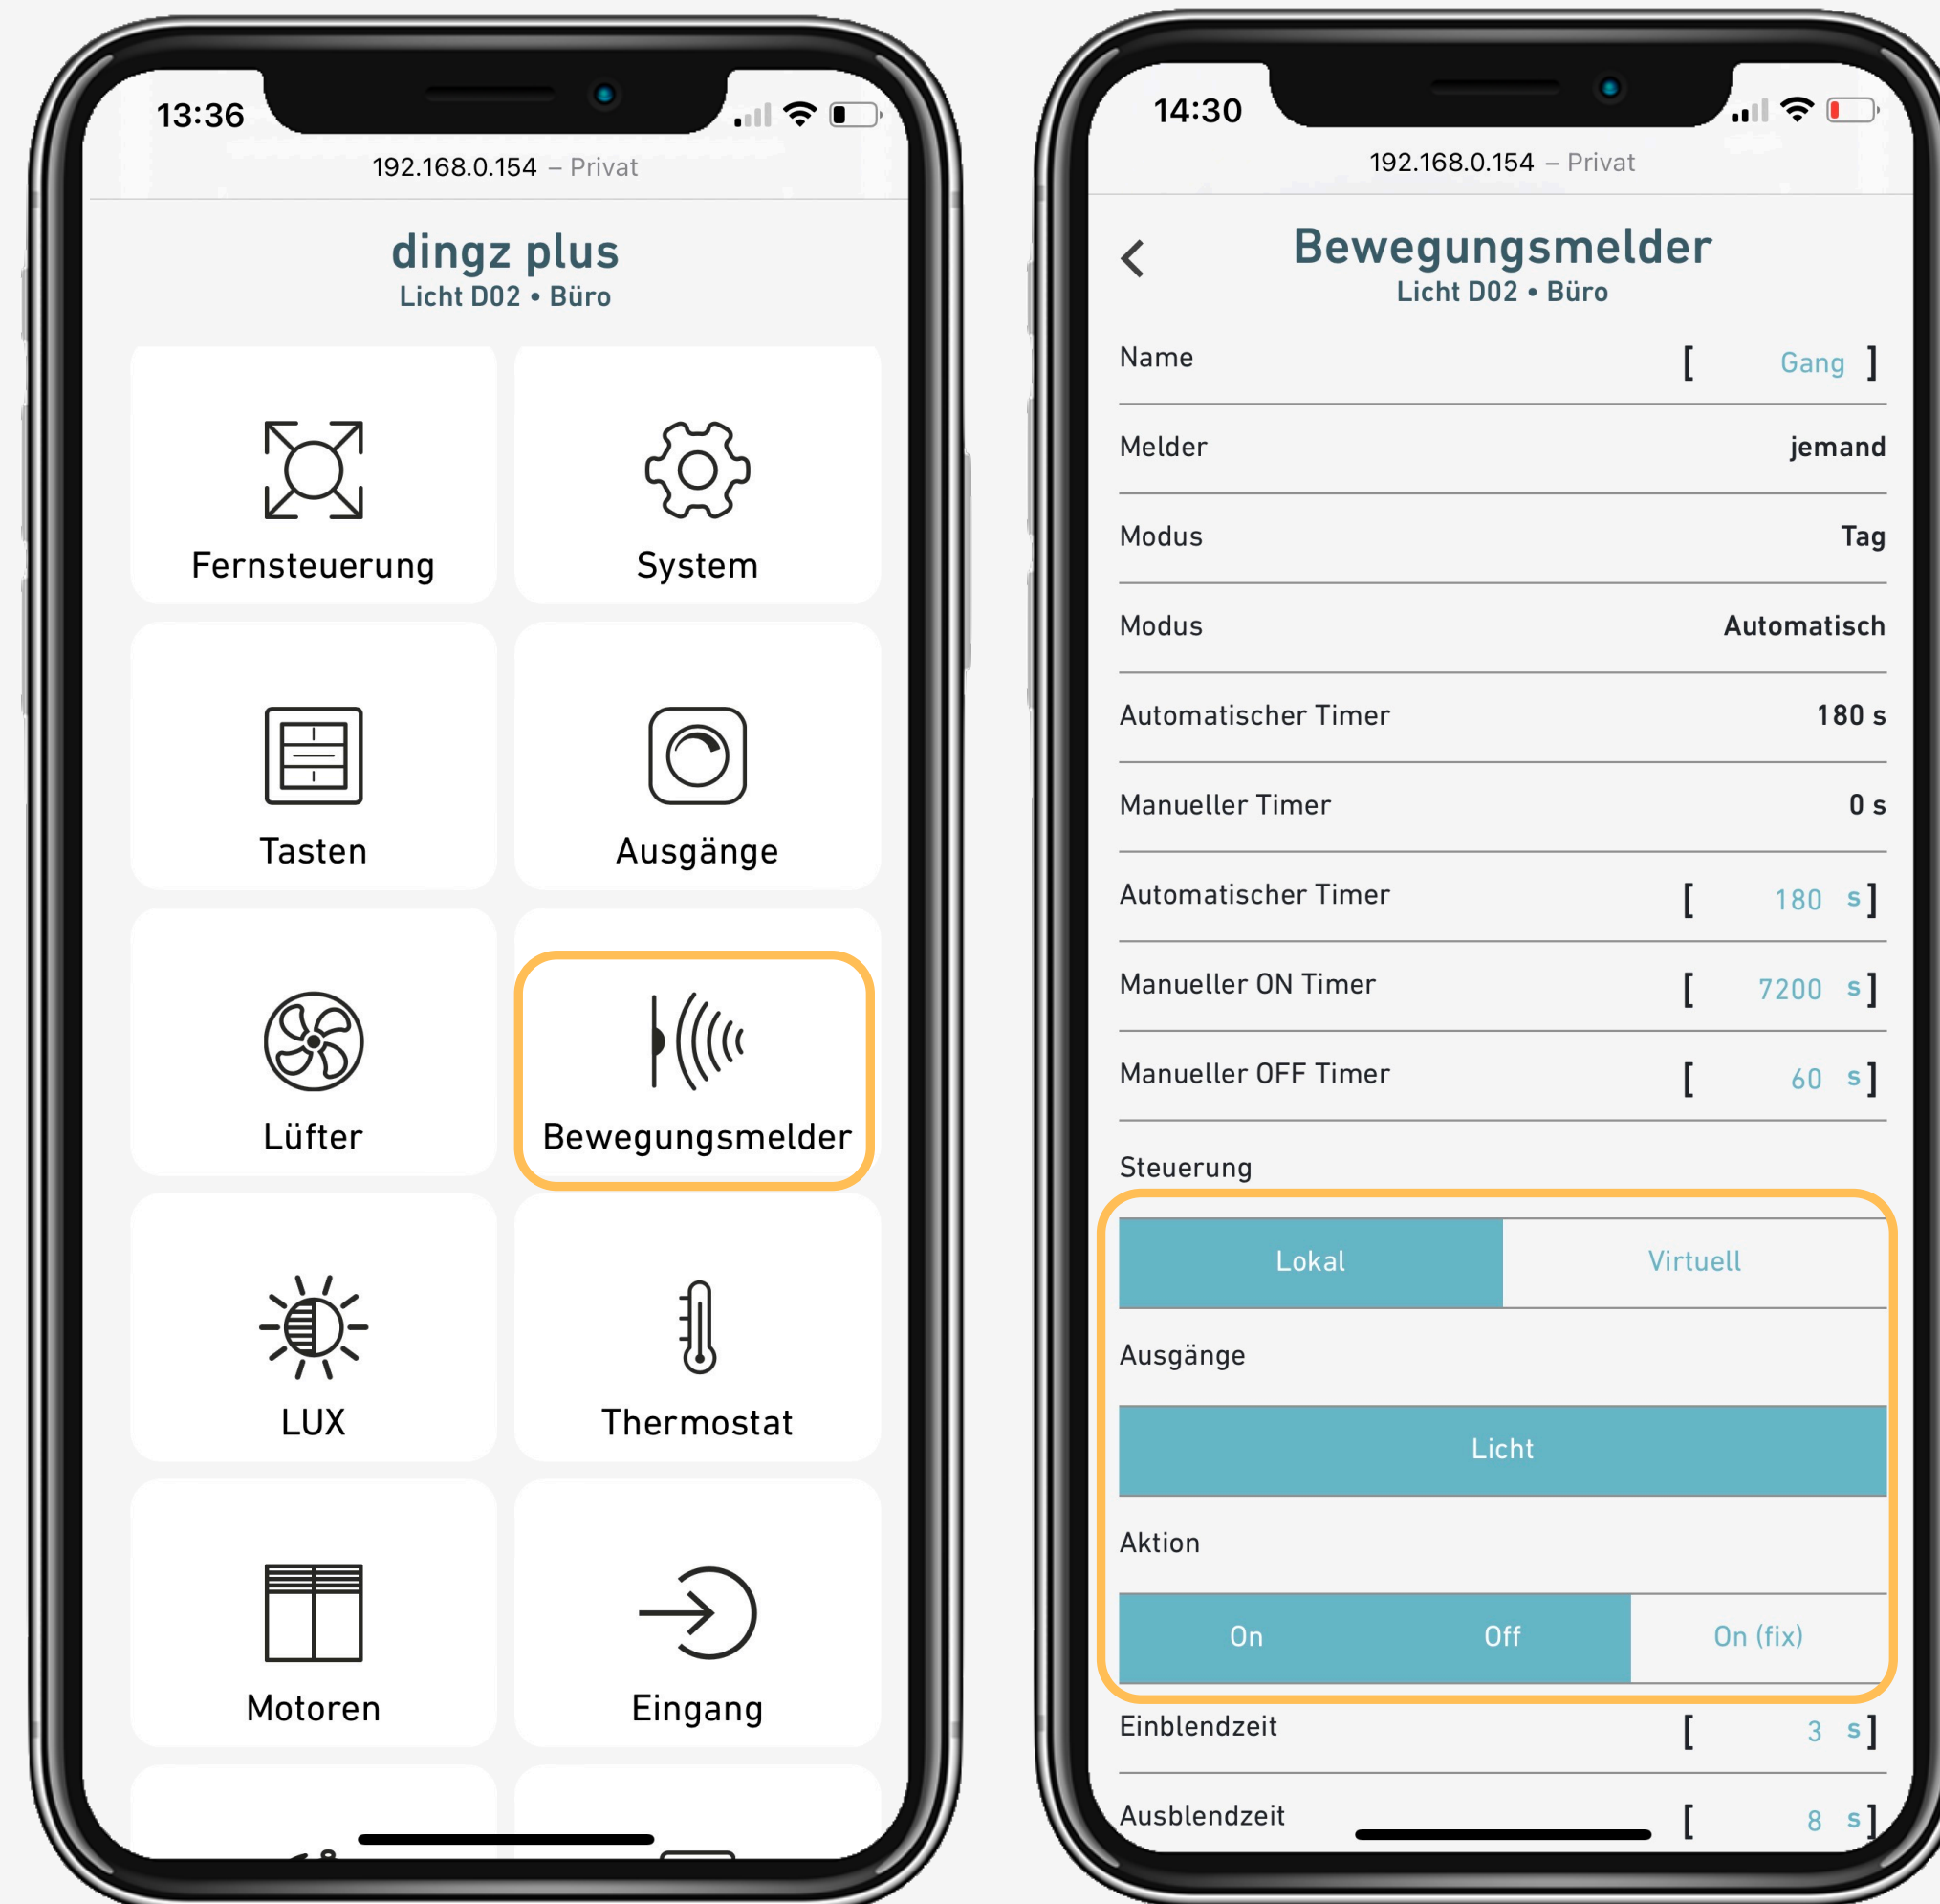 13:36
192.168.0.154 – Privat
dingz plus
Licht D02 • Büro
Fernsteuerung
System
Tasten
Ausgänge
Lüfter
Bewegungsmelder
LUX
Thermostat
Motoren
Eingang
14:30
192.168.0.154 – Privat
Bewegungsmelder
Licht D02 • Büro
Name [ Gang ]
Melder jemand
Modus Tag
Modus Automatisch
Automatischer Timer 180 s
Manueller Timer 0 s
Automatischer Timer [ 180 s]
Manueller ON Timer [ 7200 s]
Manueller OFF Timer [ 60 s]
Steuerung
Lokal Virtuell
Ausgänge
Licht
Aktion
On Off On (fix)
Einblendzeit [ 3 s]
Ausblendzeit [ 8 s]